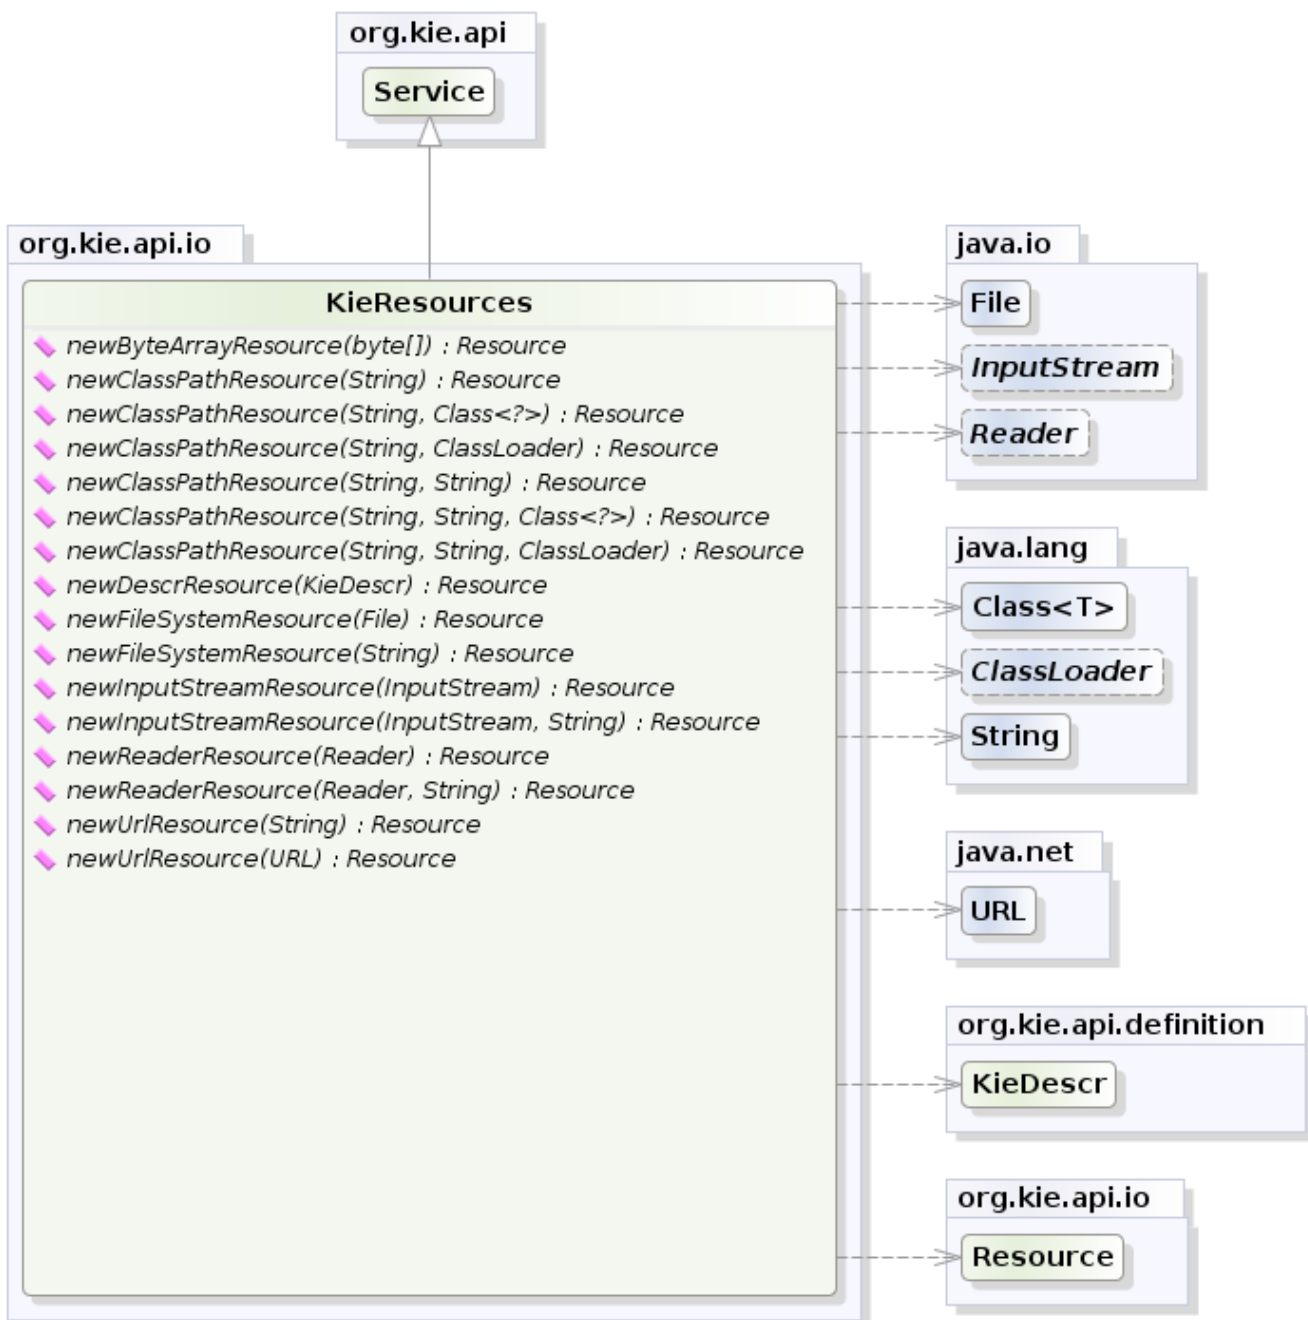 org.kie.api
Service
org.kie.api.io
KieResources
newByteArrayResource(byte[]) : Resource
newClassPathResource(String) : Resource
newClassPathResource(String, Class<?>) : Resource
newClassPathResource(String, ClassLoader) : Resource
newClassPathResource(String, String) : Resource
newClassPathResource(String, String, Class<?>) : Resource
newClassPathResource(String, String, ClassLoader) : Resource
newDescrResource(KieDescr) : Resource
newFileSystemResource(File) : Resource
newFileSystemResource(String) : Resource
newInputStreamResource(InputStream) : Resource
newInputStreamResource(InputStream, String) : Resource
newReaderResource(Reader) : Resource
newReaderResource(Reader, String) : Resource
newUrlResource(String) : Resource
newUrlResource(URL) : Resource
java.io
File
InputStream
Reader
java.lang
Class<T>
ClassLoader
String
java.net
URL
org.kie.api.definition
KieDescr
org.kie.api.io
Resource